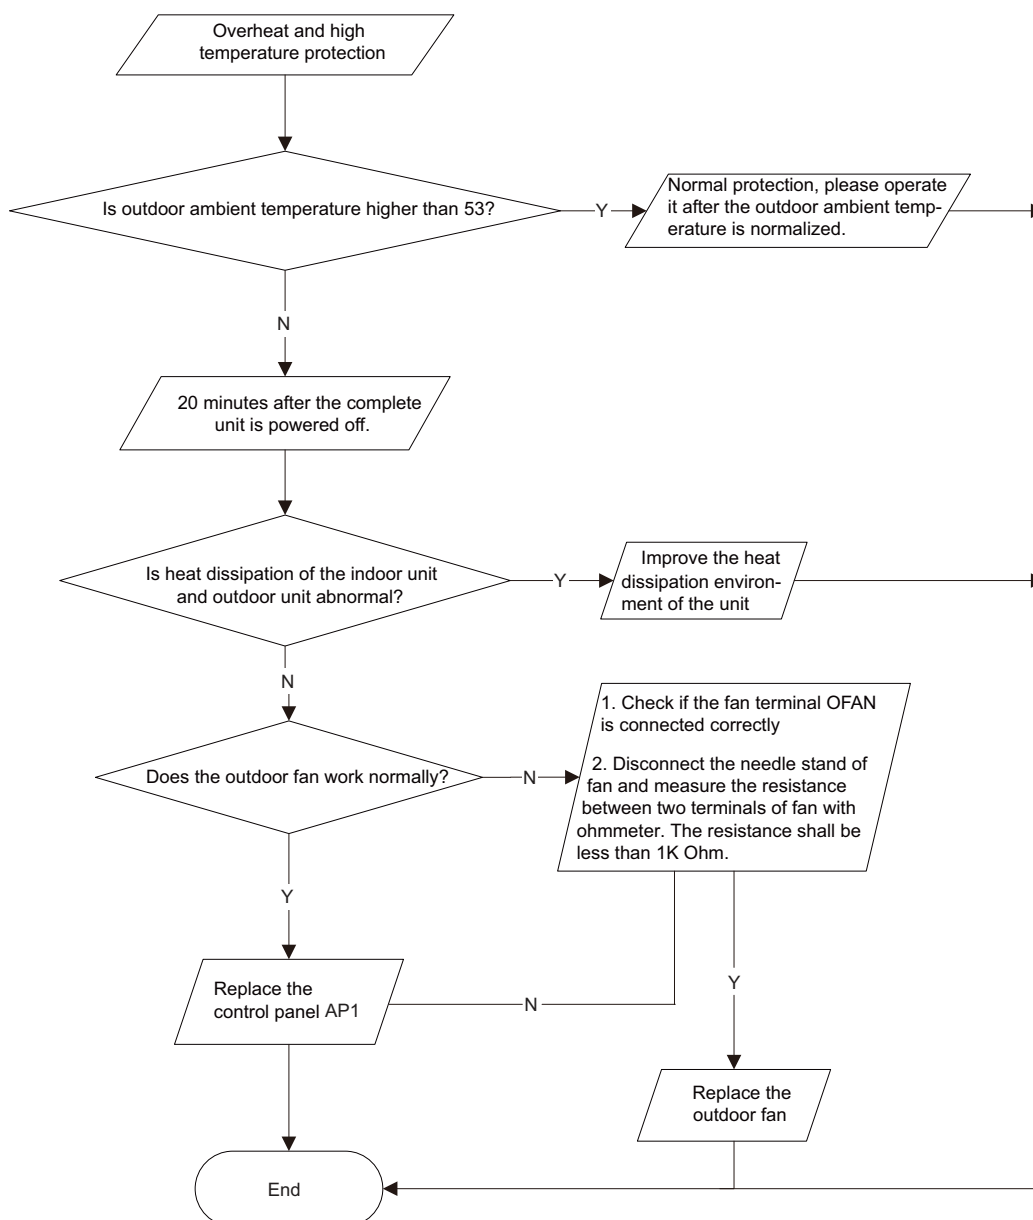 Overheat and high
temperature protection
Is outdoor ambient temperature higher than 53?
Y
Normal protection, please operate
it after the outdoor ambient temp-
erature is normalized.
N
20 minutes after the complete
unit is powered off.
Is heat dissipation of the indoor unit
and outdoor unit abnormal?
Y
Improve the heat
dissipation environ-
ment of the unit
N
Does the outdoor fan work normally?
N
1. Check if the fan terminal OFAN
is connected correctly
2. Disconnect the needle stand of
fan and measure the resistance
between two terminals of fan with
ohmmeter. The resistance shall be
less than 1K Ohm.
Y
Replace the
control panel AP1
N
Y
Replace the
outdoor fan
End